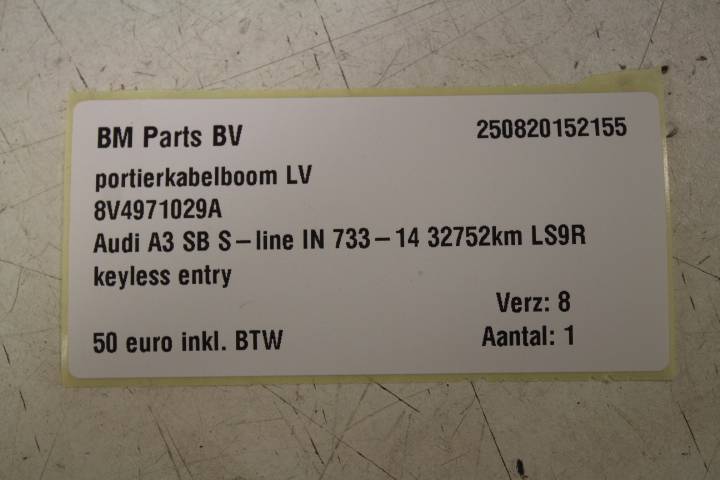 BM Parts BV 250820152155
portierkabelboom LV
8V4971029A
Audi A3 SB S-line IN 733-14 32752km LS9R
keyless entry
Verz: 8
50 euro inkl. BTW Aantal: 1